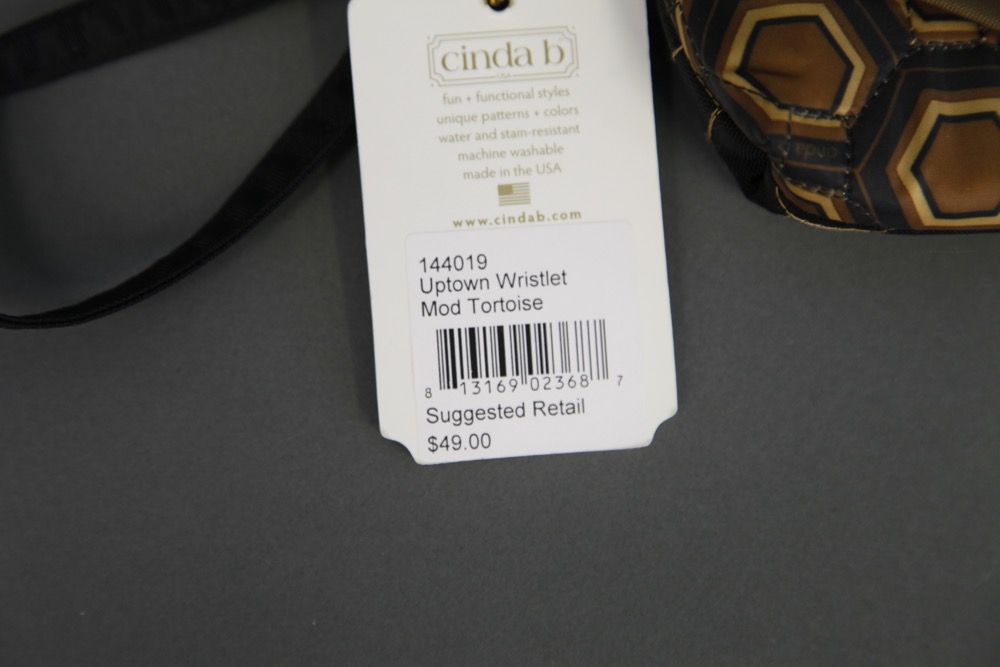 cinda b
USA
fun + functional styles
unique patterns + colors
water and stain-resistant
machine washable
made in the USA
www.cindab.com
144019
Uptown Wristlet
Mod Tortoise
8 13169 02368 7
Suggested Retail
$49.00
cinda b